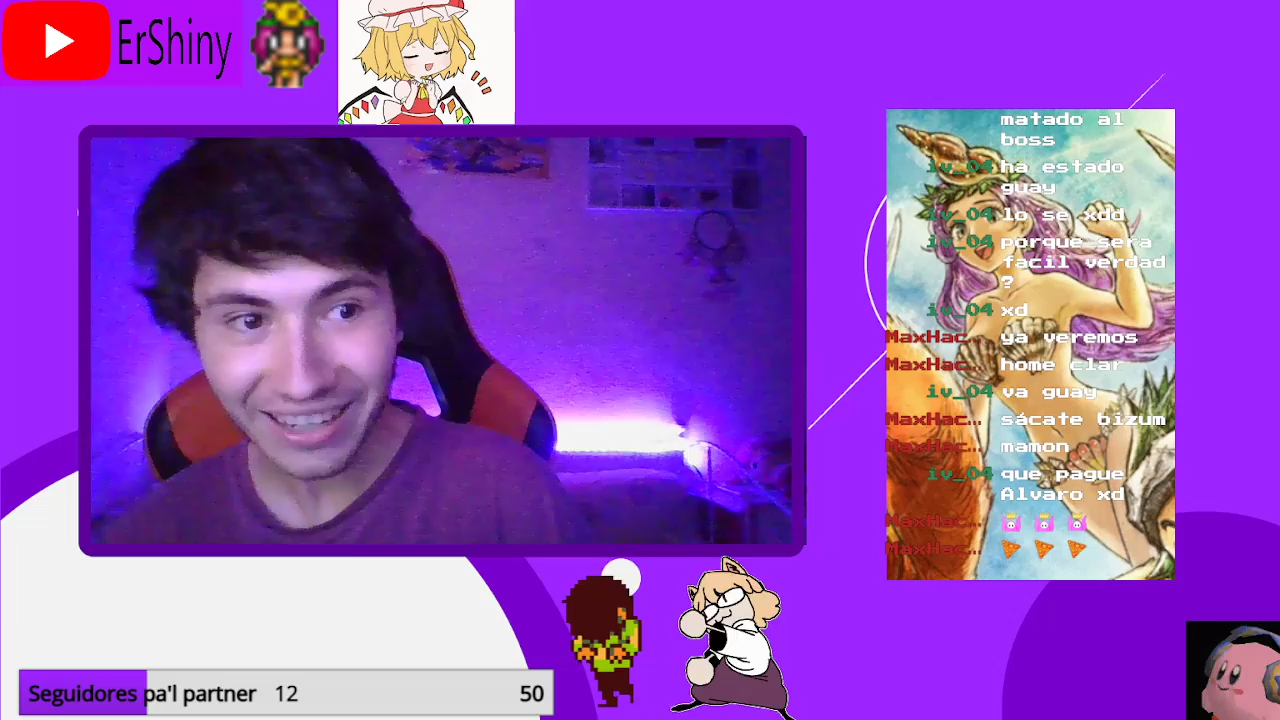 ErShiny
matado al
boss
iv_04 ha estado
guay
iv_04 lo se xdd
iv_04 porque sera
facil verdad
?
iv_04 xd
MaxHac... ya veremos
MaxHac... home clar
iv_04 va guay
MaxHac... sácate bizum
MaxHac... mamon
iv_04 que pague
Alvaro xd
MaxHac...
MaxHac...
Seguidores pa'l partner 12 50